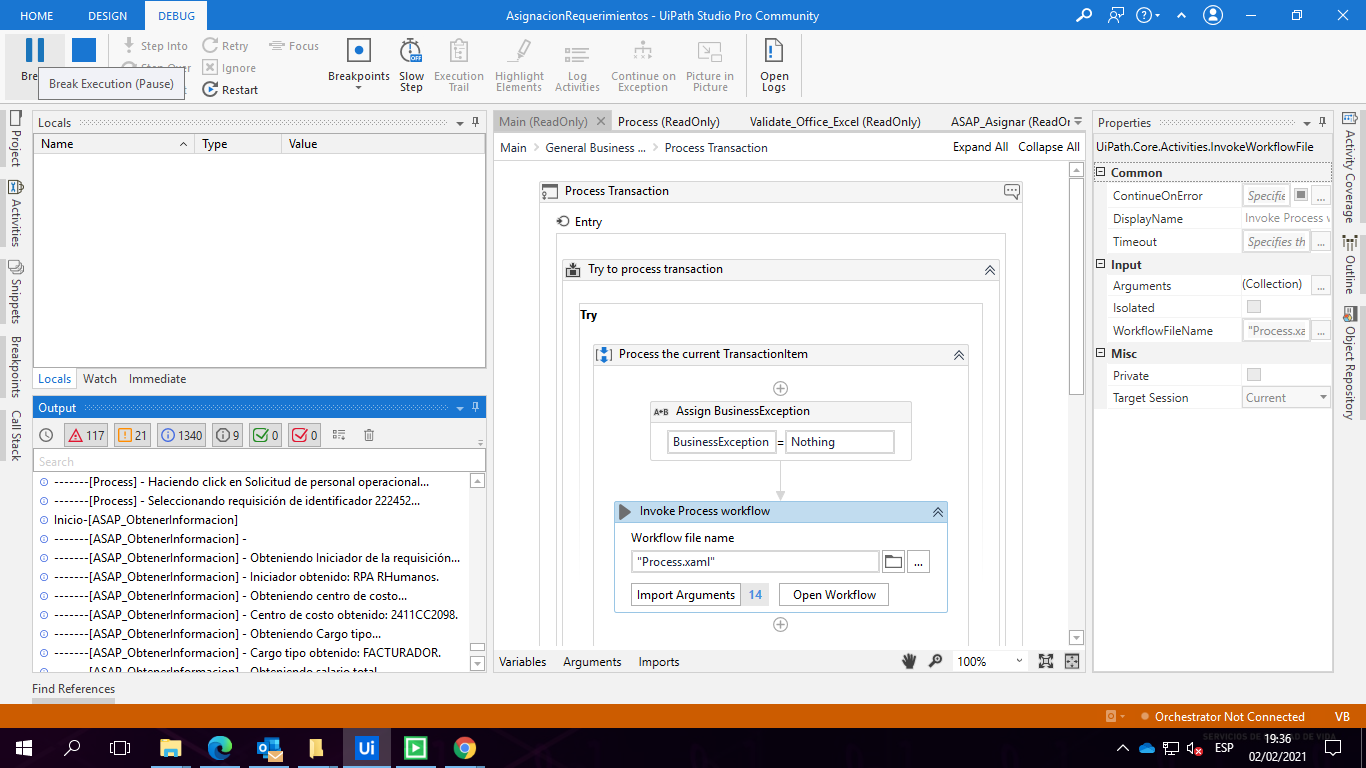 HOME DESIGN DEBUG AsignacionRequerimientos - UiPath Studio Pro Community
Step Into Retry Focus
Ignore
Restart
Break Execution (Pause)
Breakpoints Slow Step Execution Trail Highlight Elements Log Activities Continue on Exception Picture in Picture Open Logs
Project
Activities
Snippets
Breakpoints
Call Stack
Locals
Name Type Value
Locals Watch Immediate
Output
117 21 1340 9 0 0
Search
-------[Process] - Haciendo click en Solicitud de personal operacional...
-------[Process] - Seleccionando requisición de identificador 222452...
Inicio-[ASAP_ObtenerInformacion]
-------[ASAP_ObtenerInformacion] -
-------[ASAP_ObtenerInformacion] - Obteniendo Iniciador de la requisición...
-------[ASAP_ObtenerInformacion] - Iniciador obtenido: RPA RHumanos.
-------[ASAP_ObtenerInformacion] - Obteniendo centro de costo...
-------[ASAP_ObtenerInformacion] - Centro de costo obtenido: 2411CC2098.
-------[ASAP_ObtenerInformacion] - Obteniendo Cargo tipo...
-------[ASAP_ObtenerInformacion] - Cargo tipo obtenido: FACTURADOR.
-------[ASAP_ObtenerInformacion] - Obteniendo salario total
Find References
Main (ReadOnly) Process (ReadOnly) Validate_Office_Excel (ReadOnly) ASAP_Asignar (ReadOr
Main > General Business ... > Process Transaction Expand All Collapse All
Process Transaction
Entry
Try to process transaction
Try
Process the current TransactionItem
A+B Assign BusinessException
BusinessException = Nothing
Invoke Process workflow
Workflow file name
"Process.xaml" ...
Import Arguments 14 Open Workflow
Variables Arguments Imports 100%
Properties
UiPath.Core.Activities.InvokeWorkflowFile
Common
ContinueOnError Specifie ...
DisplayName Invoke Process w
Timeout Specifies th ...
Input
Arguments (Collection) ...
Isolated
WorkflowFileName "Process.xa ...
Misc
Private
Target Session Current
Activity Coverage
Outline
Object Repository
Orchestrator Not Connected VB
Ui ESP 19:36
02/02/2021